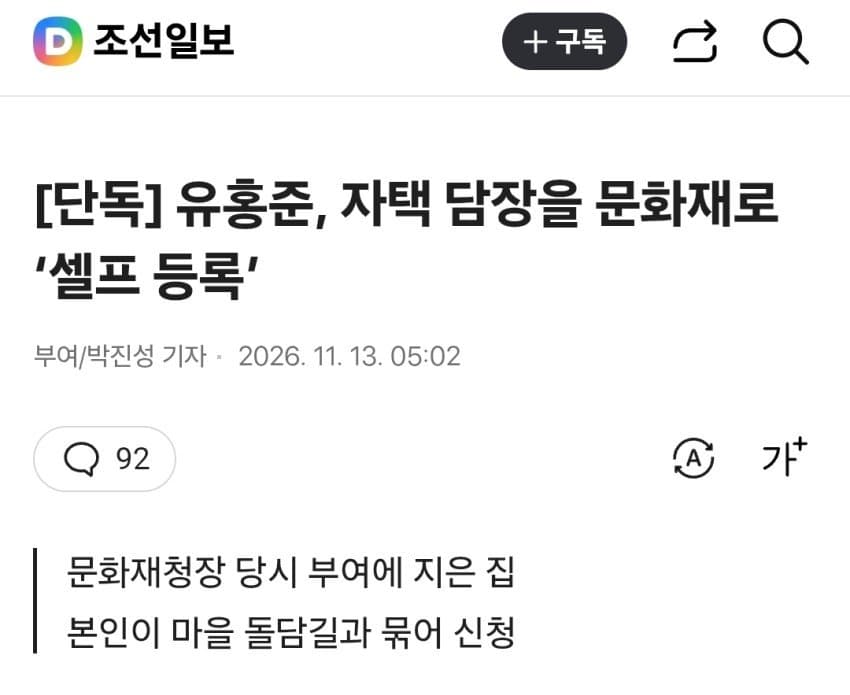 조선일보
+ 구독
[단독] 유홍준, 자택 담장을 문화재로
‘셀프 등록’
부여/박진성 기자 · 2026. 11. 13. 05:02
92
A
가+
문화재청장 당시 부여에 지은 집
본인이 마을 돌담길과 묶어 신청